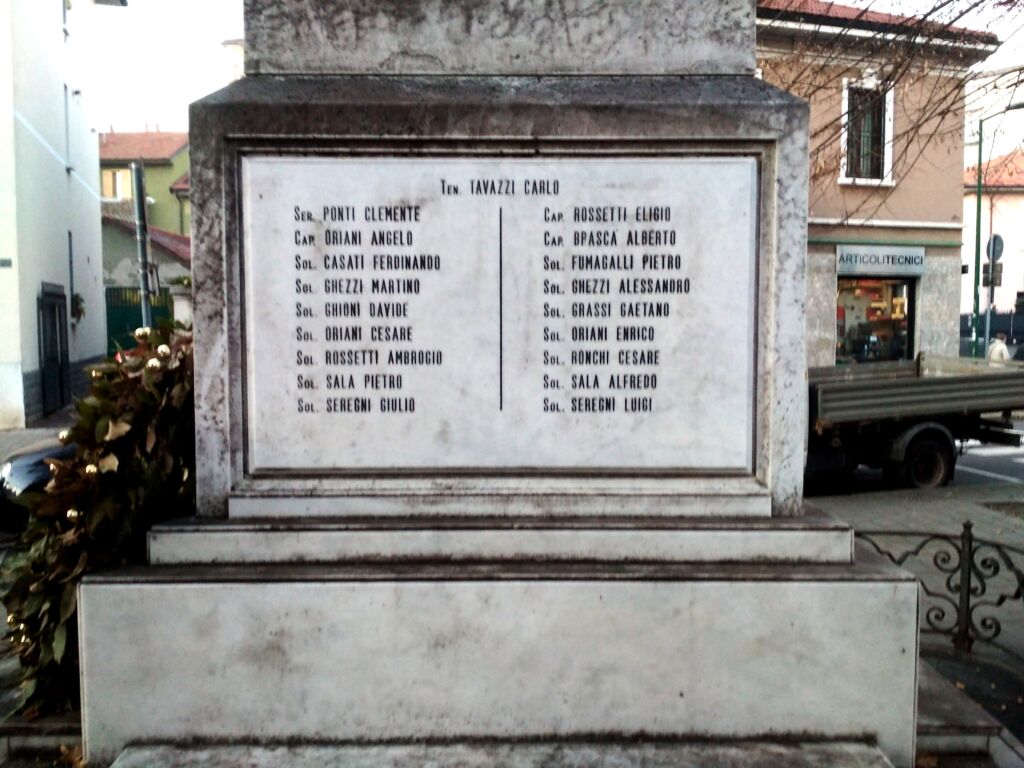 Ten. TAVAZZI CARLO
Ser. PONTI CLEMENTE
Cap. ORIANI ANGELO
Sol. CASATI FERDINANDO
Sol. GHEZZI MARTINO
Sol. GHIONI DAVIDE
Sol. ORIANI CESARE
Sol. ROSSETTI AMBROGIO
Sol. SALA PIETRO
Sol. SEREGNI GIULIO
Cap. ROSSETTI ELIGIO
Cap. BRASCA' ALBERTO
Sol. FUMAGALLI PIETRO
Sol. GHEZZI ALESSANDRO
Sol. GRASSI GAETANO
Sol. ORIANI ENRICO
Sol. RONCHI CESARE
Sol. SALA ALFREDO
Sol. SEREGNI LUIGI
ARTICOLITECNICI